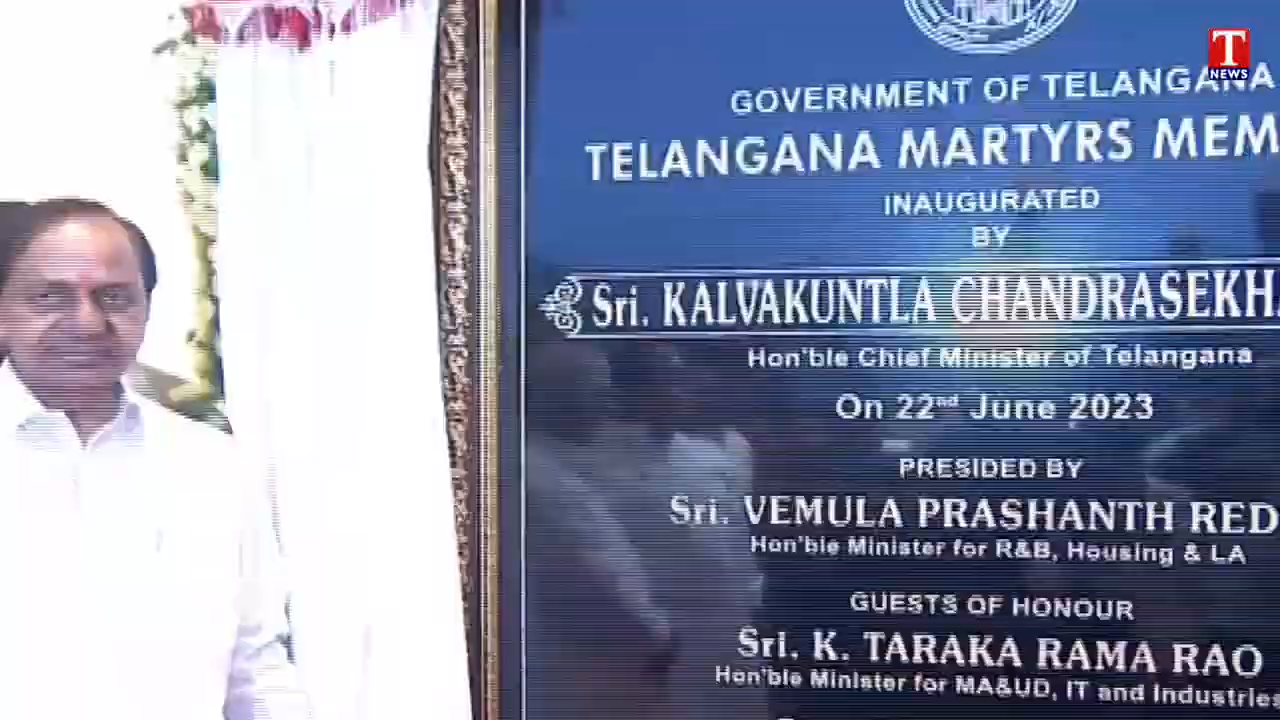 T
NEWS
GOVERNMENT OF TELANGANA
TELANGANA MARTYRS MEM
INAUGURATED
BY
Sri. KALVAKUNTLA CHANDRASEKH
Hon'ble Chief Minister of Telangana
On 22nd June 2023
PRESIDED BY
Sri. VEMULA PRASHANTH RED
Hon'ble Minister for R&B, Housing & LA
GUESTS OF HONOUR
Sri. K. TARAKA RAMA RAO
Hon'ble Minister for MA&UD, IT and Industries